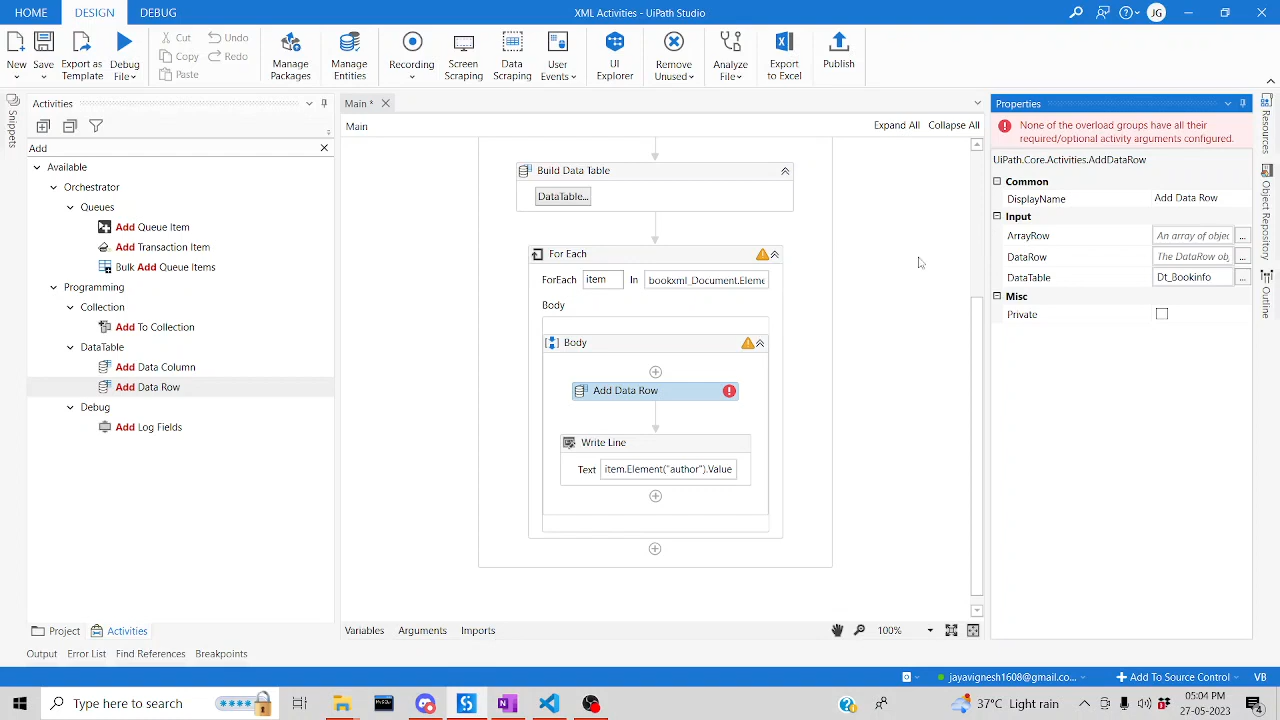 HOME DESIGN DEBUG XML Activities - UiPath Studio JG
New Save Export as Template Debug File Cut Copy Paste Undo Redo Manage Packages Manage Entities Recording Screen Scraping Data Scraping User Events UI Explorer Remove Unused Analyze File Export to Excel Publish
Snippets
Activities
Add
Available
Orchestrator
Queues
Add Queue Item
Add Transaction Item
Bulk Add Queue Items
Programming
Collection
Add To Collection
DataTable
Add Data Column
Add Data Row
Debug
Add Log Fields
Project Activities
Main *
Main Expand All Collapse All
Build Data Table
DataTable...
For Each
ForEach item In bookxml_Document.Eleme
Body
Body
Add Data Row
Write Line
Text item.Element("author").Value
Variables Arguments Imports 100%
Properties
None of the overload groups have all their
required/optional activity arguments configured.
UiPath.Core.Activities.AddDataRow
Common
DisplayName Add Data Row
Input
ArrayRow An array of objec ...
DataRow The DataRow obj ...
DataTable Dt_Bookinfo ...
Misc
Private
Resources
Object Repository
Outline
Output Error List Find References Breakpoints
jayavignesh1608@gmail.co... Add To Source Control VB
Type here to search 37°C Light rain 05:04 PM
27-05-2023
4